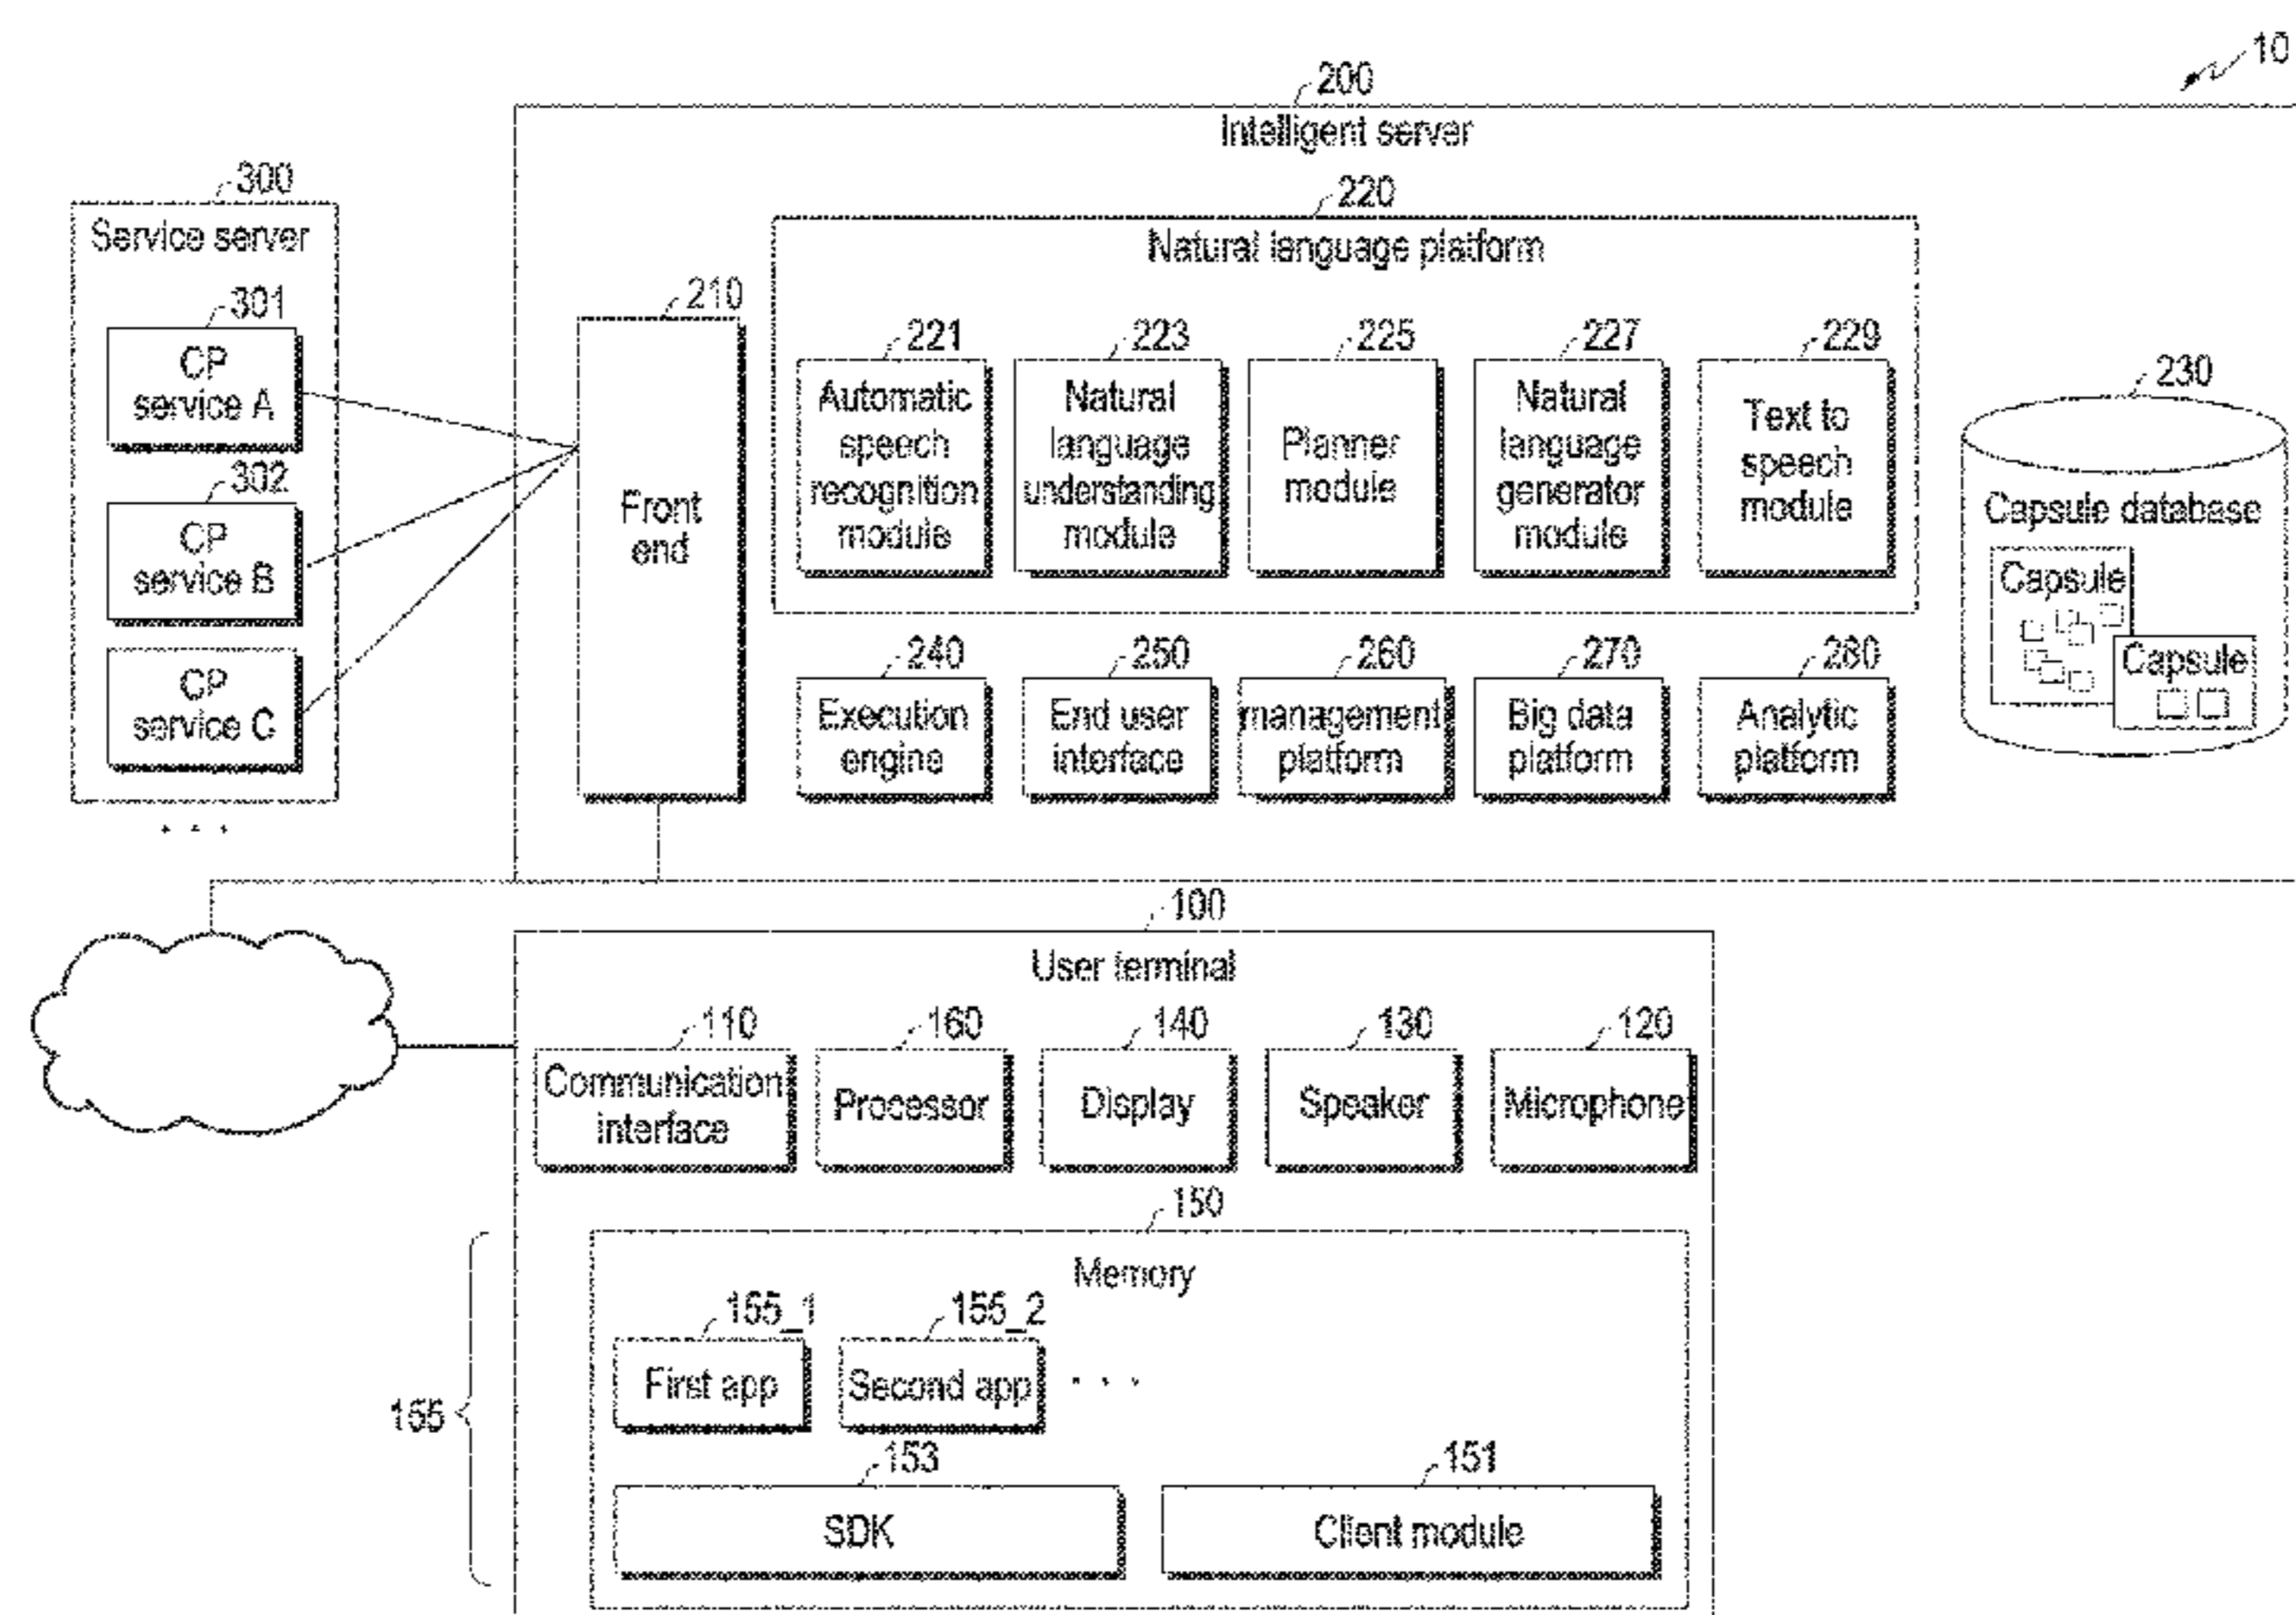 10
200
Intelligent server
300
Service server
301
CP
service A
302
CP
service B
CP
service C
. . .
210
Front
end
220
Natural language platform
221
Automatic
speech
recognition
module
223
Natural
language
understanding
module
225
Planner
module
227
Natural
language
generator
module
229
Text to
speech
module
230
Capsule database
Capsule
Capsule
240
Execution
engine
250
End user
interface
260
management
platform
270
Big data
platform
280
Analytic
platform
100
User terminal
110
Communication
interface
160
Processor
140
Display
130
Speaker
120
Microphone
150
Memory
155
155_1
First app
155_2
Second app
. . .
153
SDK
151
Client module